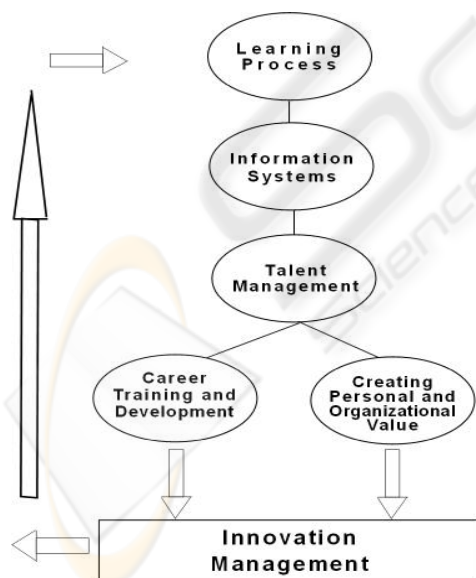 Learning
Process
Information
Systems
Talent
Management
Career
Training and
Development
Creating
Personal and
Organizational
Value
Innovation
Management